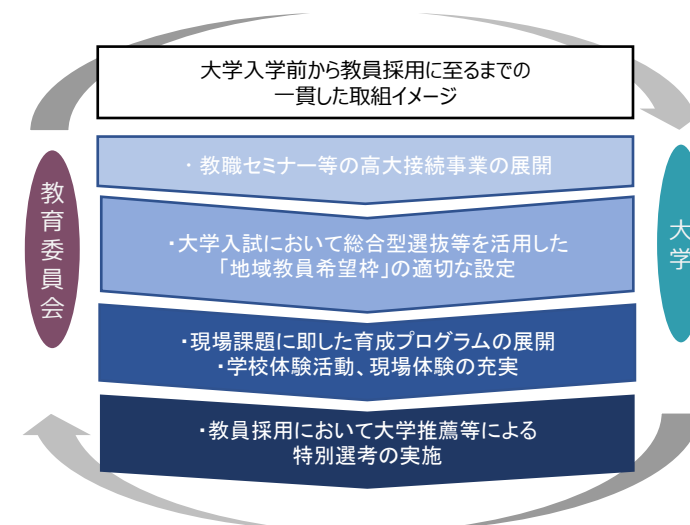 大学入学前から教員採用に至るまでの
一貫した取組イメージ
教育委員会
・教職セミナー等の高大接続事業の展開
・大学入試において総合型選抜等を活用した
「地域教員希望枠」の適切な設定
・現場課題に即した育成プログラムの展開
・学校体験活動、現場体験の充実
・教員採用において大学推薦等による
特別選考の実施
大学